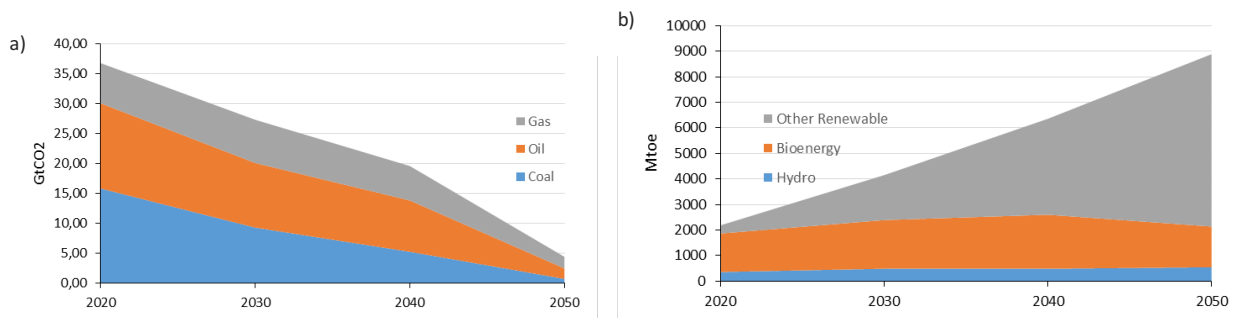 a)
GtCO2
40,00
35,00
30,00
25,00
20,00
15,00
10,00
5,00
0,00
2020 2030 2040 2050
Gas
Oil
Coal
b)
Mtoe
10000
9000
8000
7000
6000
5000
4000
3000
2000
1000
0
2020 2030 2040 2050
Other Renewable
Bioenergy
Hydro